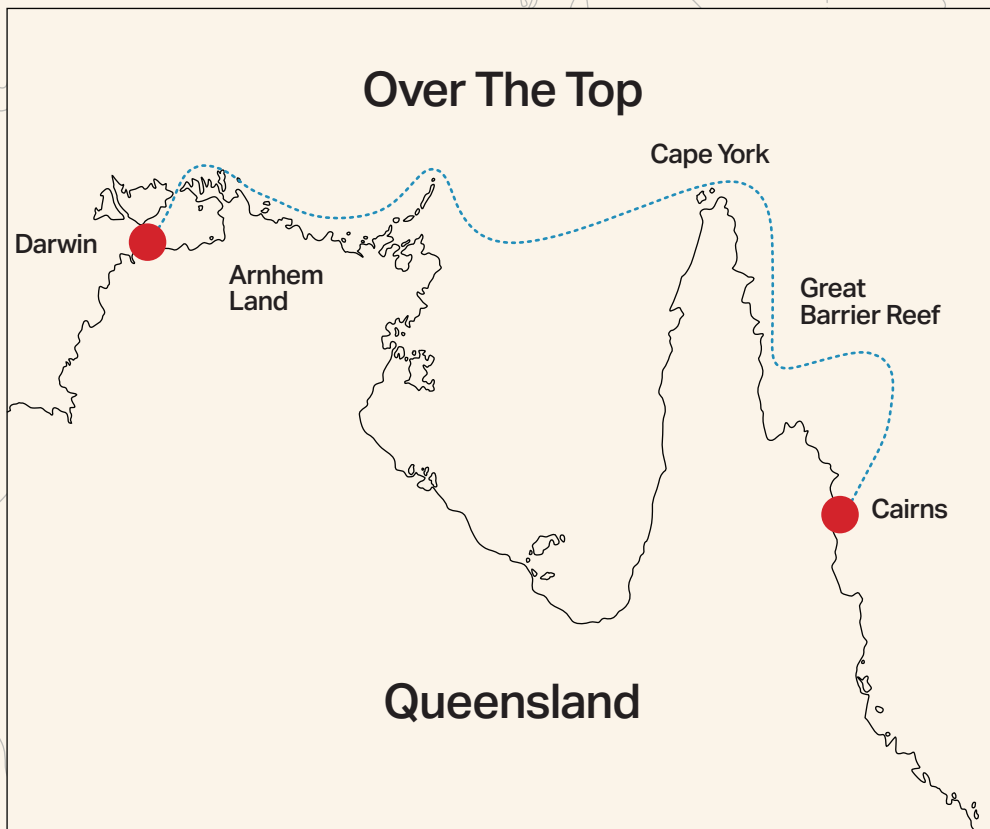 Over The Top
Cape York
Darwin
Arnhem
Land
Great
Barrier Reef
Cairns
Queensland